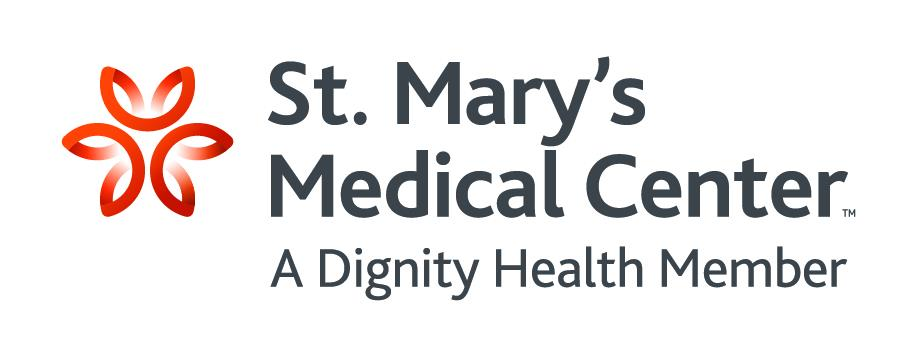 St. Mary’s
Medical Center™
A Dignity Health Member